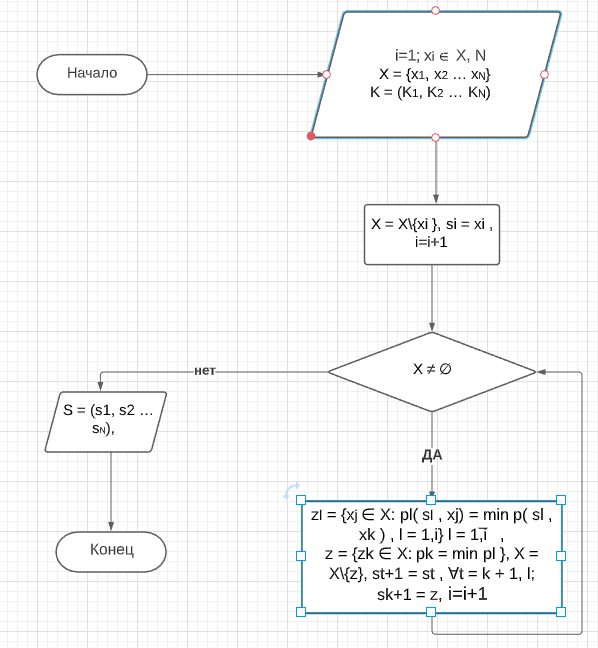 Начало
i=1; xi ∈ X, N
X = {x1, x2 … xN}
K = (K1, K2 … KN)
X = X\{xi }, si = xi ,
i=i+1
X ≠ ∅
нет
ДА
S = (s1, s2 …
sN),
Конец
zl = {xj ∈ X: pl( sl , xj) = min p( sl ,
xk ) , l = 1,i} l = 1,i̅ ,
z = {zk ∈ X: pk = min pl }, X =
X\{z}, st+1 = st , ∀t = k + 1, l;
sk+1 = z, i=i+1